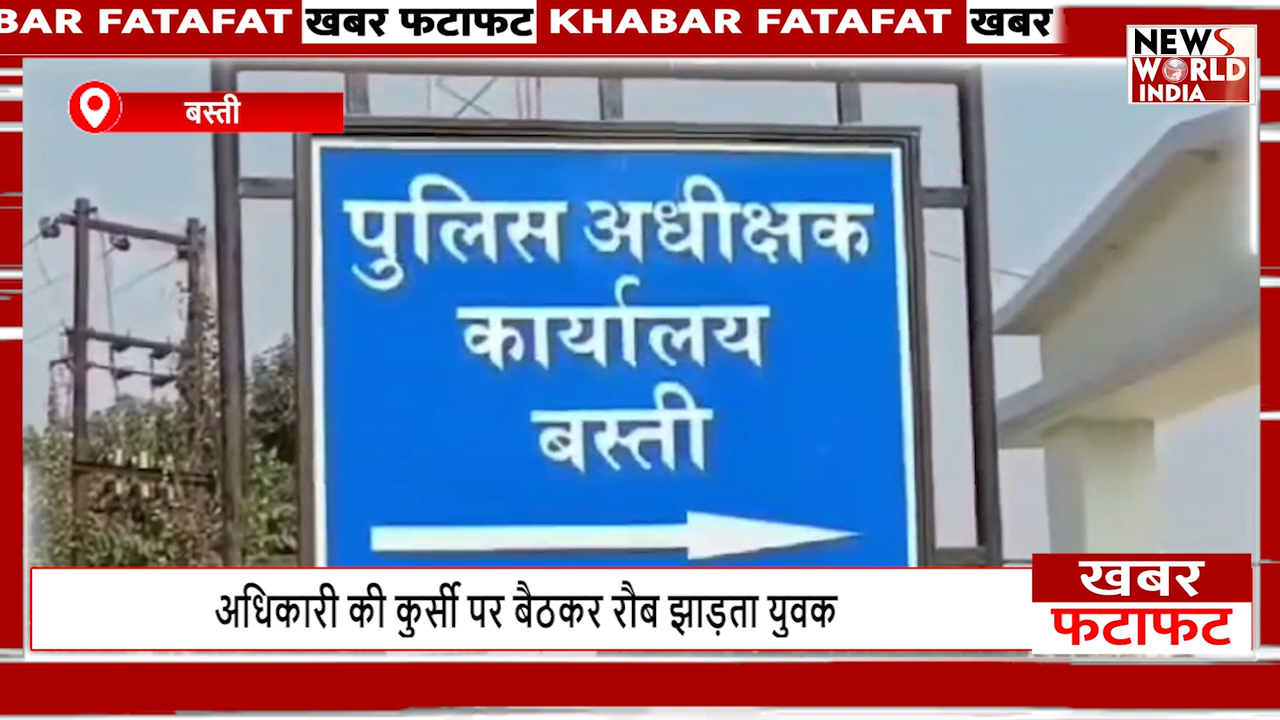 BAR FATAFAT खबर फटाफट KHABAR FATAFAT खबर
NEWS
WORLD
INDIA
बस्ती
पुलिस अधीक्षक
कार्यालय
बस्ती
अधिकारी की कुर्सी पर बैठकर रौब झाड़ता युवक
खबर
फटाफट